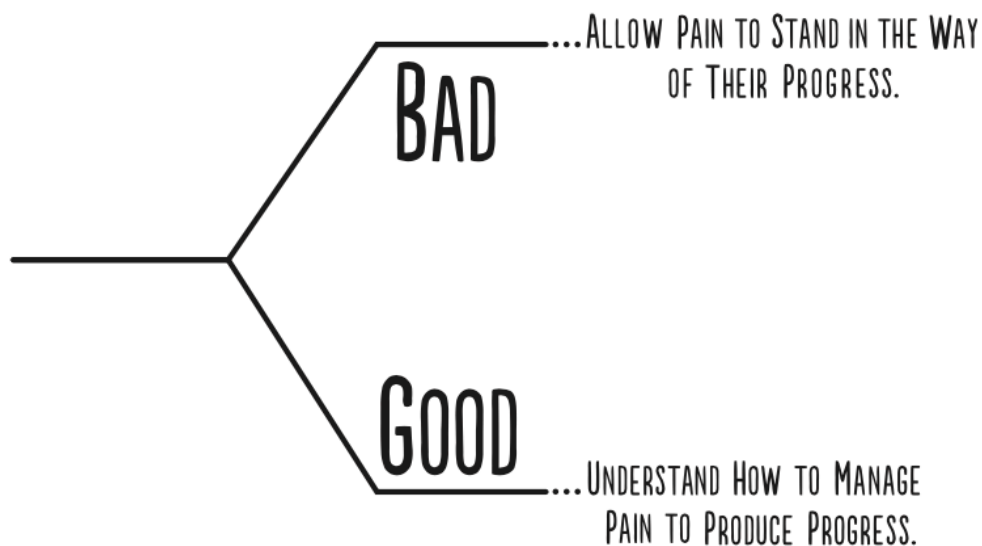 ...Allow Pain to Stand in the Way
of Their Progress.
Bad
Good
...Understand How to Manage
Pain to Produce Progress.